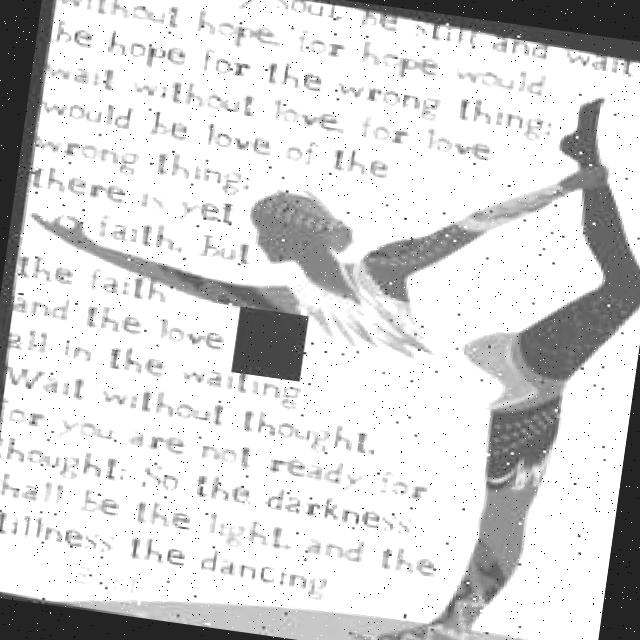 soul be still and wait
without hope for hope would
be hope for the wrong thing;
wait without love for love
would be love of the
wrong thing;
there is yet
faith, but
the faith
and the love
all in the waiting
Wait without thought,
for you are not ready for
thought: So the darkness
shall be the light, and the
stillness the dancing